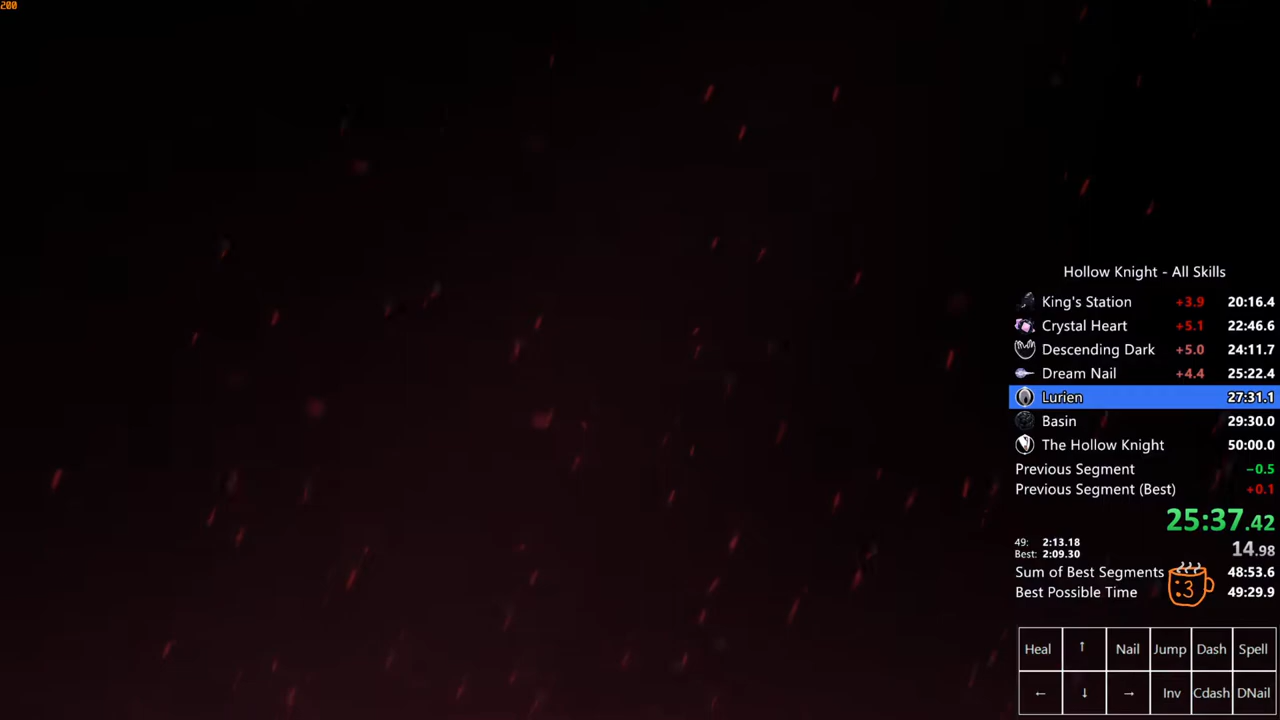 200
Hollow Knight - All Skills
King's Station +3.9 20:16.4
Crystal Heart +5.1 22:46.6
Descending Dark +5.0 24:11.7
Dream Nail +4.4 25:22.4
Lurien 27:31.1
Basin 29:30.0
The Hollow Knight 50:00.0
Previous Segment −0.5
Previous Segment (Best) +0.1
25:37.42
49: 2:13.18
Best: 2:09.30
14.98
Sum of Best Segments 48:53.6
Best Possible Time 49:29.9
:3
Heal ↑ Nail Jump Dash Spell
← ↓ → Inv Cdash DNail